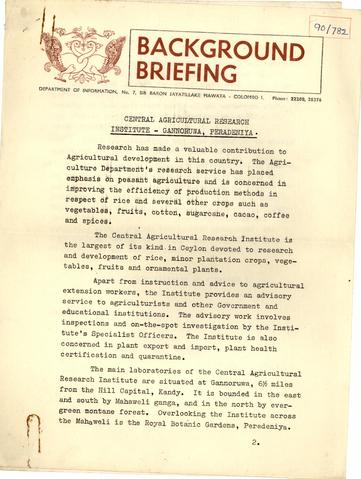 90/782
BACKGROUND
BRIEFING
DEPARTMENT OF INFORMATION, No. 7, SIR BARON JAYATILLAKE MAWATA - COLOMBO 1. Phone: 22360, 28376
CENTRAL AGRICULTURAL RESEARCH
INSTITUTE - GANNORUWA, PERADENIYA.
Research has made a valuable contribution to
Agricultural development in this country. The Agri-
culture Department's research service has placed
emphasis on peasant agriculture and is concerned in
improving the efficiency of production methods in
respect of rice and several other crops such as
vegetables, fruits, cotton, sugarcane, cacao, coffee
and spices.
The Central Agricultural Research Institute is
the largest of its kind in Ceylon devoted to research
and development of rice, minor plantation crops, vege-
tables, fruits and ornamental plants.
Apart from instruction and advice to agricultural
extension workers, the Institute provides an advisory
service to agriculturists and other Government and
educational institutions. The advisory work involves
inspections and on-the-spot investigation by the Insti-
tute's Specialist Officers. The Institute is also
concerned in plant export and import, plant health
certification and quarantine.
The main laboratories of the Central Agricultural
Research Institute are situated at Gannoruwa, 6½ miles
from the Hill Capital, Kandy. It is bounded in the east
and south by Mahaweli ganga, and in the north by ever-
green montane forest. Overlooking the Institute across
the Mahaweli is the Royal Botanic Gardens, Peradeniya.
2.